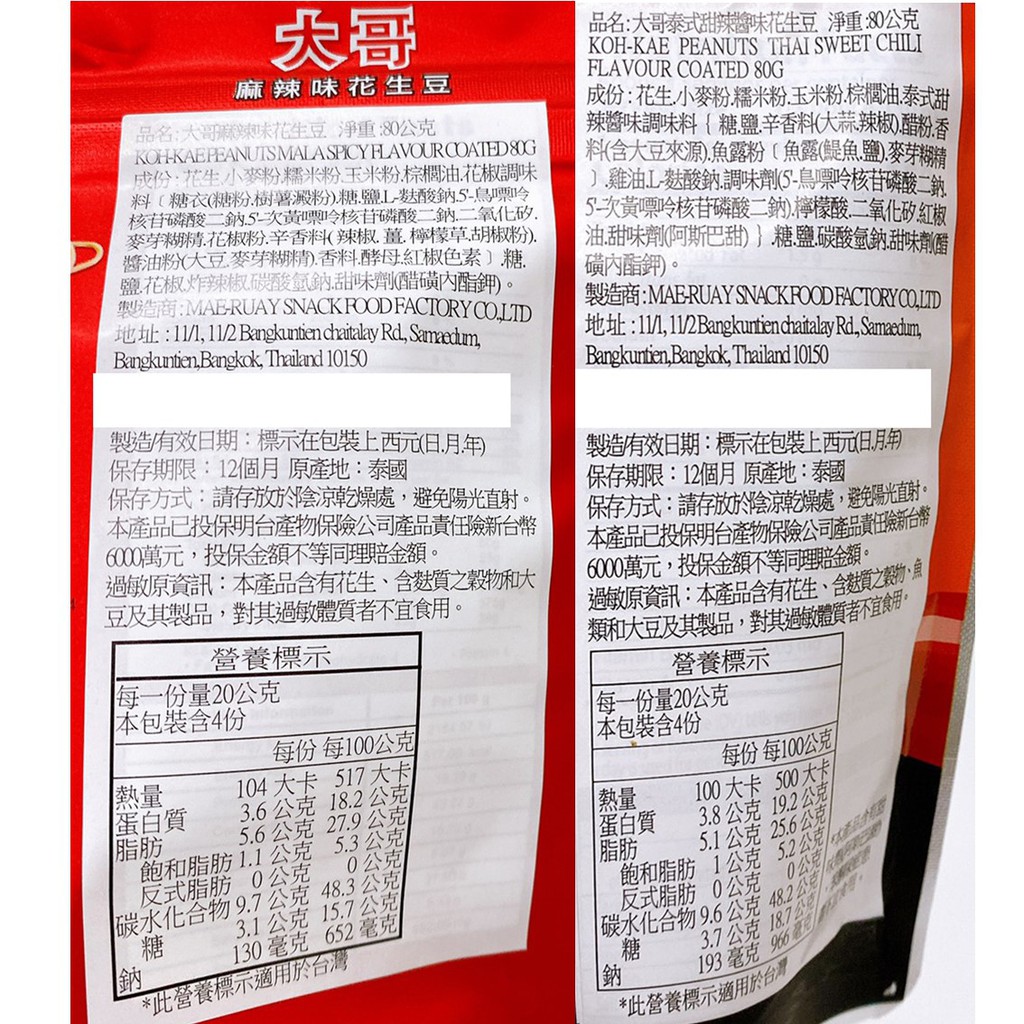 大哥
麻辣味花生豆
品名:大哥麻辣味花生豆 淨重:80公克
KOH-KAE PEANUTS MALA SPICY FLAVOUR COATED 80G
成份:花生.小麥粉.糯米粉.玉米粉.棕櫚油.花椒調味
料﹝糖衣(糖粉.樹薯澱粉).糖.鹽.L-麩酸鈉.5'-鳥嘌呤
核苷磷酸二鈉.5'-次黃嘌呤核苷磷酸二鈉.二氧化矽.
麥芽糊精.花椒粉.辛香料(辣椒.薑.檸檬草.胡椒粉).
醬油粉(大豆.麥芽糊精).香料.酵母.紅椒色素﹞.糖.
鹽.花椒.炸辣椒.碳酸氫鈉.甜味劑(醋磺內酯鉀)。
製造商:MAE-RUAY SNACK FOOD FACTORY CO.,LTD
地址:11/1, 11/2 Bangkuntien chaitalay Rd., Samaedum,
Bangkuntien,Bangkok, Thailand 10150
製造/有效日期：標示在包裝上 西元(日.月.年)
保存期限：12個月 原產地：泰國
保存方式：請存放於陰涼乾燥處，避免陽光直射。
本產品已投保明台產物保險公司產品責任險新台幣
6000萬元，投保金額不等同理賠金額。
過敏原資訊：本產品含有花生、含麩質之穀物和大
豆及其製品，對其過敏體質者不宜食用。
營養標示
每一份量20公克
本包裝含4份
每份 每100公克
熱量 104 大卡 517 大卡
蛋白質 3.6 公克 18.2 公克
脂肪 5.6 公克 27.9 公克
飽和脂肪 1.1 公克 5.3 公克
反式脂肪 0 公克 0 公克
碳水化合物 9.7 公克 48.3 公克
糖 3.1 公克 15.7 公克
鈉 130 毫克 652 毫克
*此營養標示適用於台灣
品名:大哥泰式甜辣醬味花生豆 淨重:80公克
KOH-KAE PEANUTS THAI SWEET CHILI
FLAVOUR COATED 80G
成份:花生.小麥粉.糯米粉.玉米粉.棕櫚油.泰式甜
辣醬味調味料｛糖.鹽.辛香料(大蒜.辣椒).醋粉.香
料(含大豆來源).魚露粉﹝魚露(鯷魚.鹽).麥芽糊精
﹞.雞油.L-麩酸鈉.調味劑(5'-鳥嘌呤核苷磷酸二鈉.
5'-次黃嘌呤核苷磷酸二鈉).檸檬酸.二氧化矽.紅椒
油.甜味劑(阿斯巴甜)｝.糖.鹽.碳酸氫鈉.甜味劑(醋
磺內酯鉀)。
製造商:MAE-RUAY SNACK FOOD FACTORY CO.,LTD
地址:11/1, 11/2 Bangkuntien chaitalay Rd., Samaedum,
Bangkuntien,Bangkok, Thailand 10150
製造/有效日期：標示在包裝上 西元(日.月.年)
保存期限：12個月 原產地：泰國
保存方式：請存放於陰涼乾燥處，避免陽光直射。
本產品已投保明台產物保險公司產品責任險新台幣
6000萬元，投保金額不等同理賠金額。
過敏原資訊：本產品含有花生、含麩質之穀物、魚
類和大豆及其製品，對其過敏體質者不宜食用。
營養標示
每一份量20公克
本包裝含4份
每份 每100公克
熱量 100 大卡 500 大卡
蛋白質 3.8 公克 19.2 公克
脂肪 5.1 公克 25.6 公克
飽和脂肪 1 公克 5.2 公克
反式脂肪 0 公克 0 公克
碳水化合物 9.6 公克 48.2 公克
糖 3.7 公克 18.7 公克
鈉 193 毫克 966 毫克
*此營養標示適用於台灣